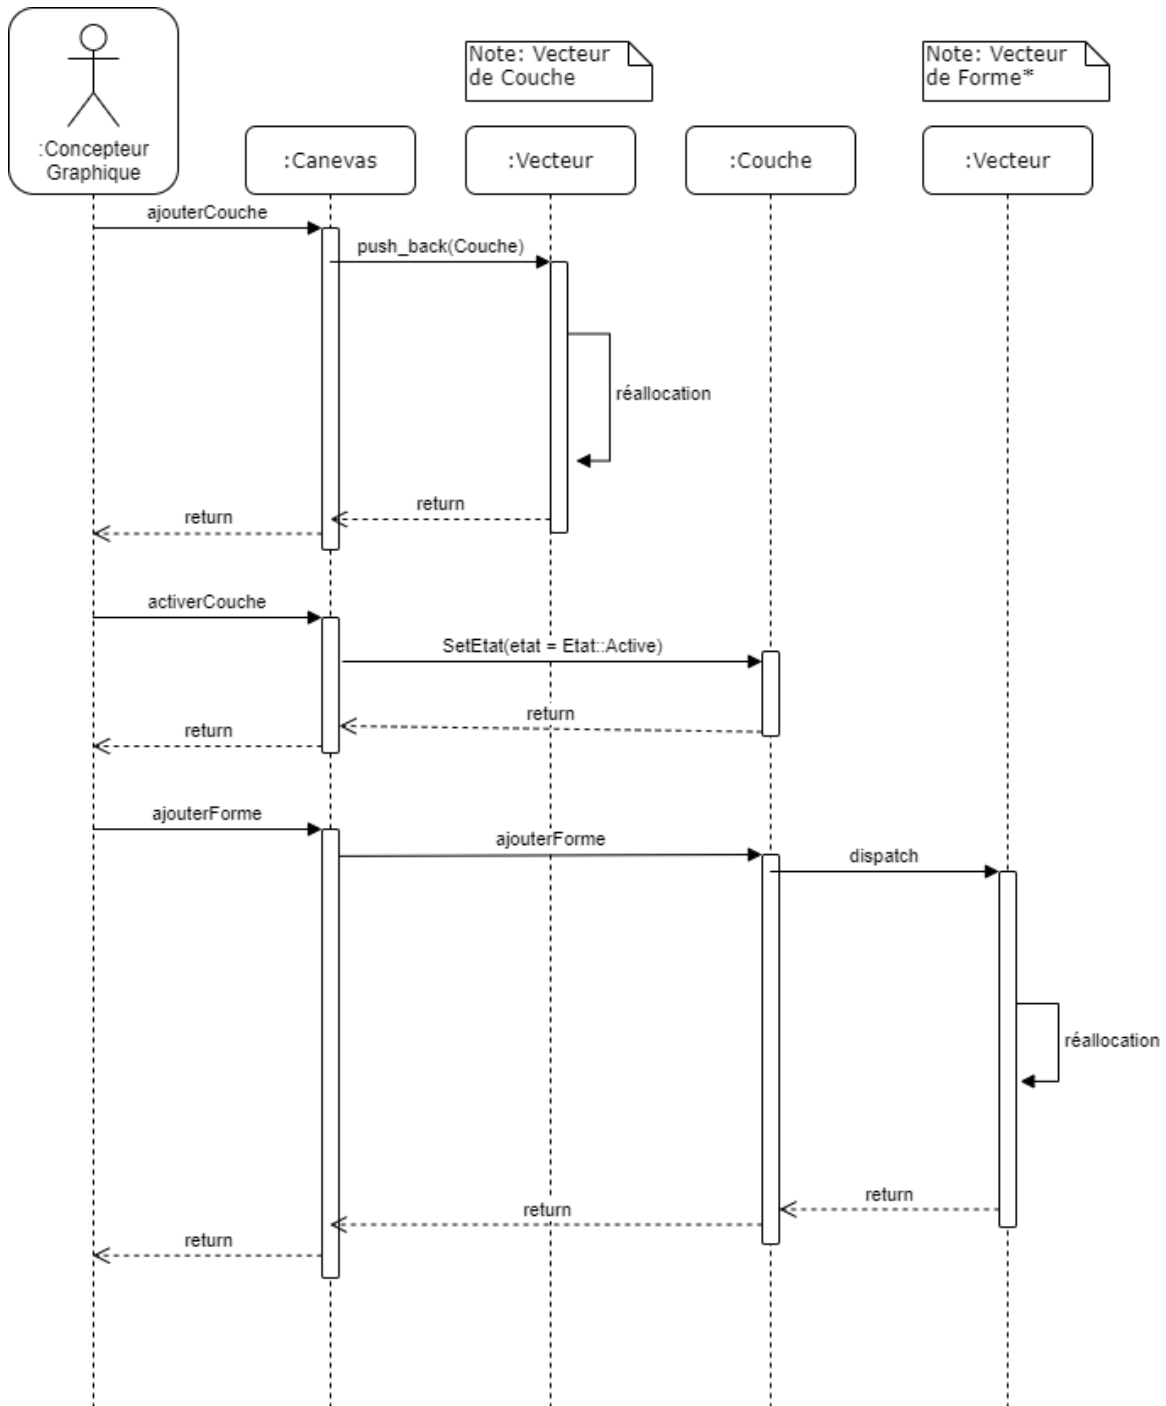 Note: Vecteur
de Couche
Note: Vecteur
de Forme*
:Concepteur
Graphique
:Canevas
:Vecteur
:Couche
:Vecteur
ajouterCouche
push_back(Couche)
réallocation
return
return
activerCouche
SetEtat(etat = Etat::Active)
return
return
ajouterForme
ajouterForme
dispatch
réallocation
return
return
return